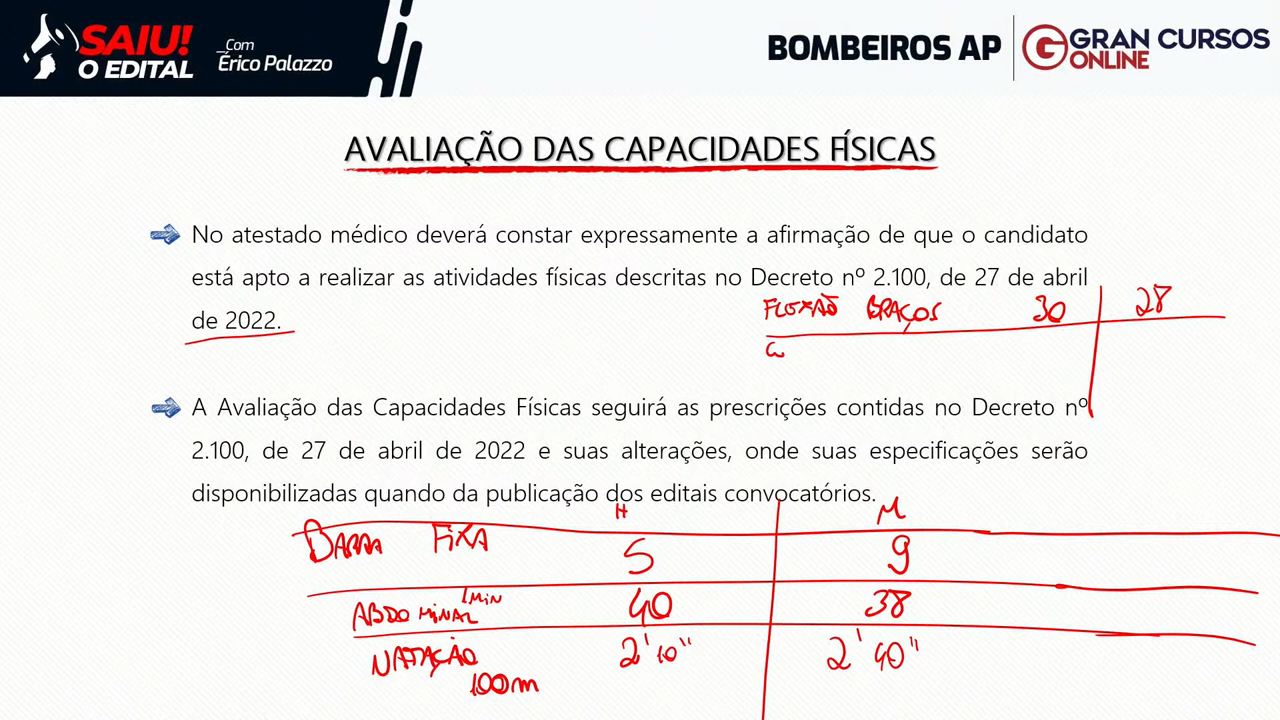 SAIU!
O EDITAL
_Com
Érico Palazzo
BOMBEIROS AP
GRAN CURSOS
ONLINE
AVALIAÇÃO DAS CAPACIDADES FÍSICAS
No atestado médico deverá constar expressamente a afirmação de que o candidato
está apto a realizar as atividades físicas descritas no Decreto nº 2.100, de 27 de abril
de 2022.
FLEXÃO BRAÇOS 30 28
A Avaliação das Capacidades Físicas seguirá as prescrições contidas no Decreto nº
2.100, de 27 de abril de 2022 e suas alterações, onde suas especificações serão
disponibilizadas quando da publicação dos editais convocatórios.
H M
BARRA FIXA 5 9
ABDOMINAL 1 MIN 40 38
NATAÇÃO 2'10" 2'40"
100m